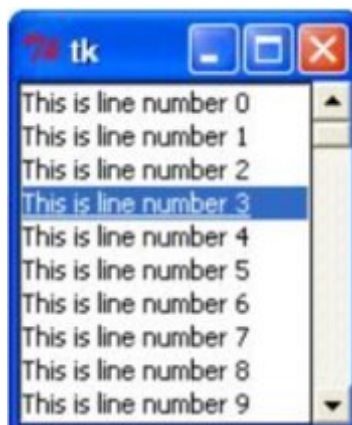 tk
This is line number 0
This is line number 1
This is line number 2
This is line number 3
This is line number 4
This is line number 5
This is line number 6
This is line number 7
This is line number 8
This is line number 9